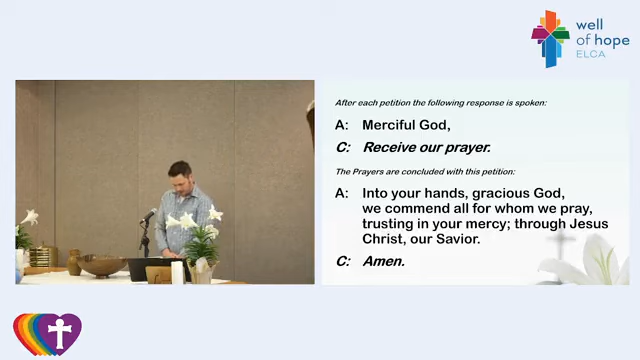 well
of hope
ELCA
After each petition the following response is spoken:
A: Merciful God,
C: Receive our prayer.
The Prayers are concluded with this petition:
A: Into your hands, gracious God,
we commend all for whom we pray,
trusting in your mercy; through Jesus
Christ, our Savior.
C: Amen.